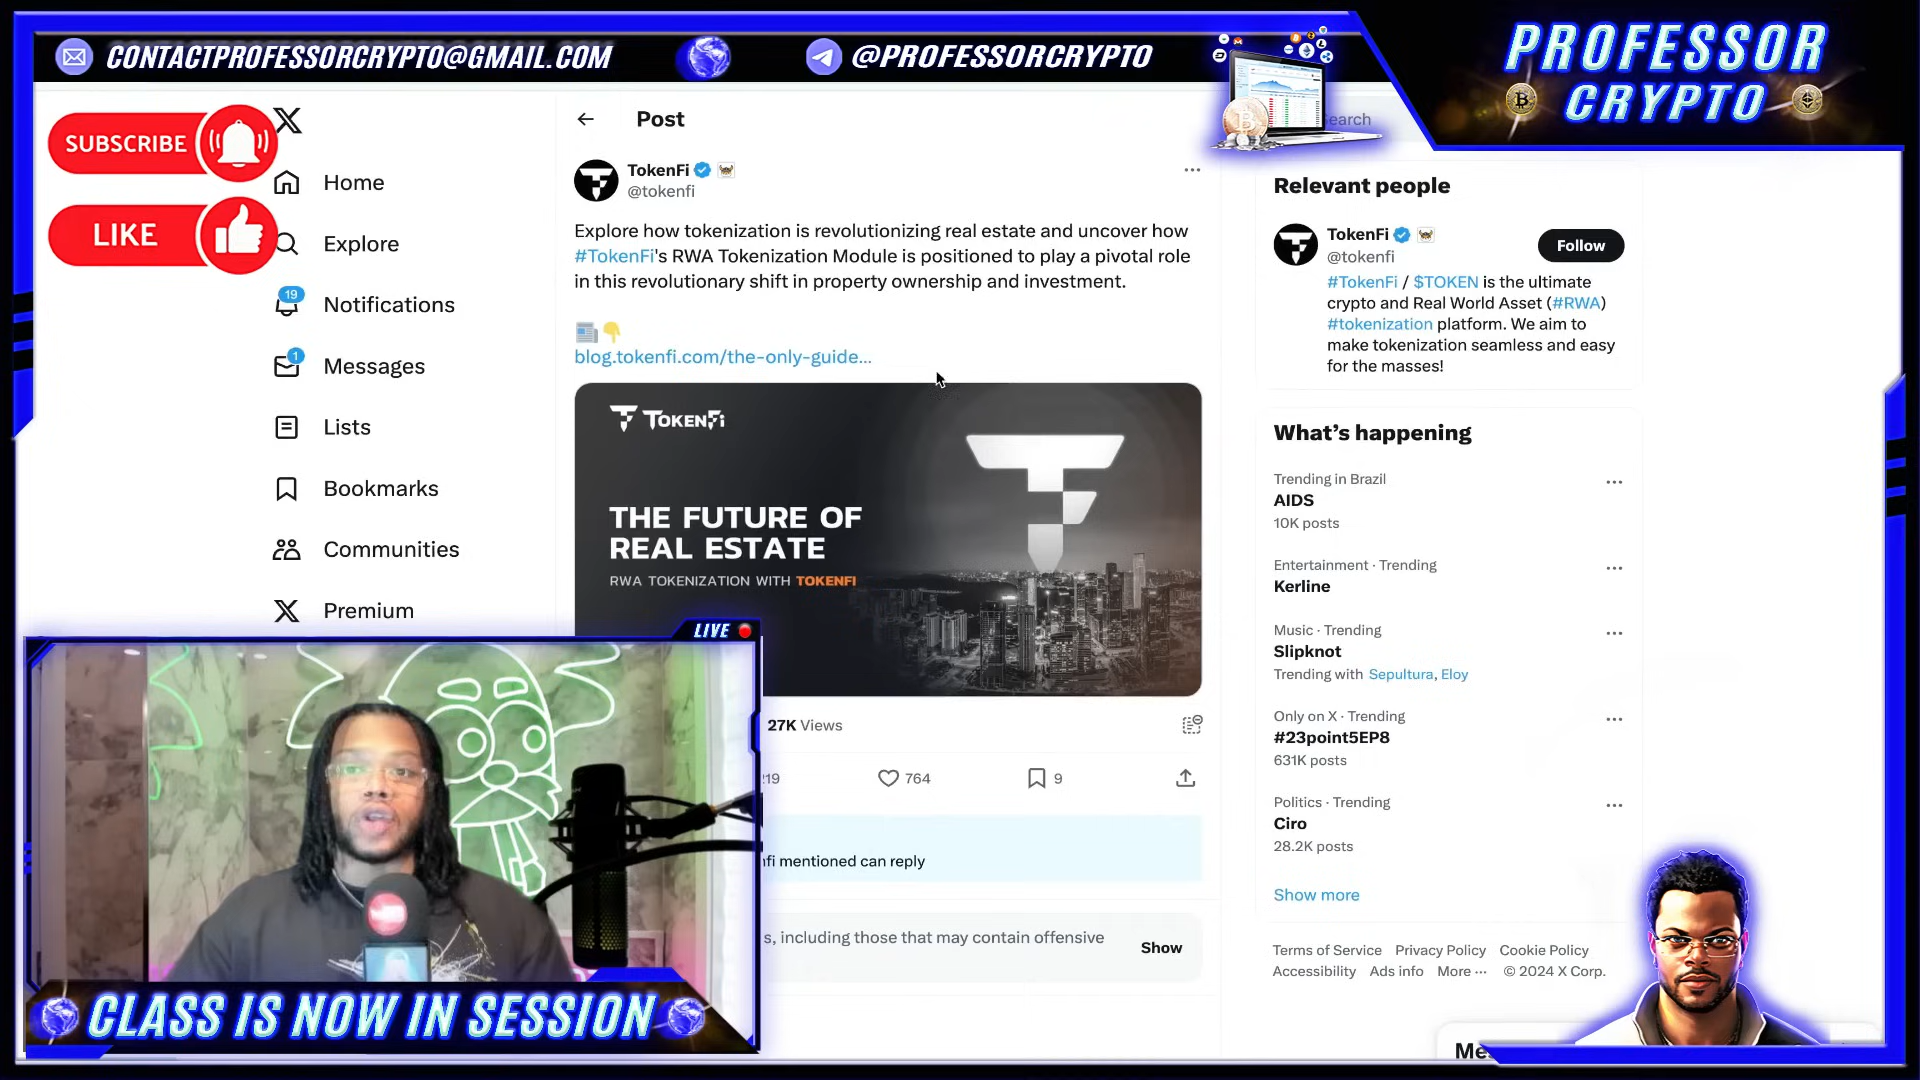 CONTACTPROFESSORCRYPTO@GMAIL.COM
@PROFESSORCRYPTO
PROFESSOR
CRYPTO
SUBSCRIBE
LIKE
Home
Explore
19
Notifications
1
Messages
Lists
Bookmarks
Communities
Premium
Post
TokenFi
@tokenfi
Explore how tokenization is revolutionizing real estate and uncover how
#TokenFi's RWA Tokenization Module is positioned to play a pivotal role
in this revolutionary shift in property ownership and investment.
blog.tokenfi.com/the-only-guide...
TOKENFI
THE FUTURE OF
REAL ESTATE
RWA TOKENIZATION WITH TOKENFI
27K Views
764
9
mentioned can reply
including those that may contain offensive
Show
Relevant people
TokenFi
@tokenfi
Follow
#TokenFi / $TOKEN is the ultimate
crypto and Real World Asset (#RWA)
#tokenization platform. We aim to
make tokenization seamless and easy
for the masses!
What's happening
Trending in Brazil
AIDS
10K posts
Entertainment · Trending
Kerline
Music · Trending
Slipknot
Trending with Sepultura, Eloy
Only on X · Trending
#23point5EP8
631K posts
Politics · Trending
Ciro
28.2K posts
Show more
Terms of Service Privacy Policy Cookie Policy
Accessibility Ads info More ··· © 2024 X Corp.
LIVE
CLASS IS NOW IN SESSION